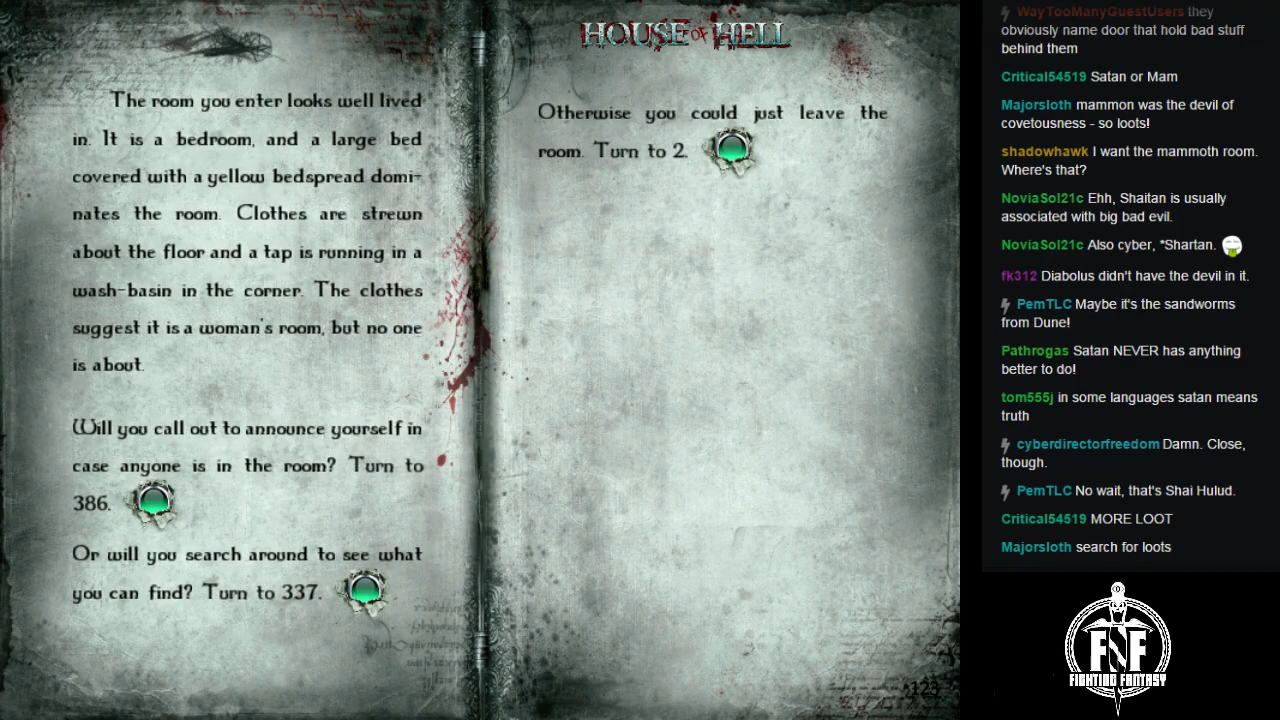 HOUSE OF HELL
The room you enter looks well lived
in. It is a bedroom, and a large bed
covered with a yellow bedspread domi-
nates the room. Clothes are strewn
about the floor and a tap is running in a
wash-basin in the corner. The clothes
suggest it is a woman's room, but no one
is about.
Will you call out to announce yourself in
case anyone is in the room? Turn to
386.
Or will you search around to see what
you can find? Turn to 337.
Otherwise you could just leave the
room. Turn to 2.
123
WayTooManyGuestUsers they
obviously name door that hold bad stuff
behind them
Critical54519 Satan or Mam
Majorsloth mammon was the devil of
covetousness - so loots!
shadowhawk I want the mammoth room.
Where's that?
NoviaSol21c Ehh, Shaitan is usually
associated with big bad evil.
NoviaSol21c Also cyber, *Shartan.
fk312 Diabolus didn't have the devil in it.
PemTLC Maybe it's the sandworms
from Dune!
Pathrogas Satan NEVER has anything
better to do!
tom555j in some languages satan means
truth
cyberdirectorfreedom Damn. Close,
though.
PemTLC No wait, that's Shai Hulud.
Critical54519 MORE LOOT
Majorsloth search for loots
FF
FIGHTING FANTASY